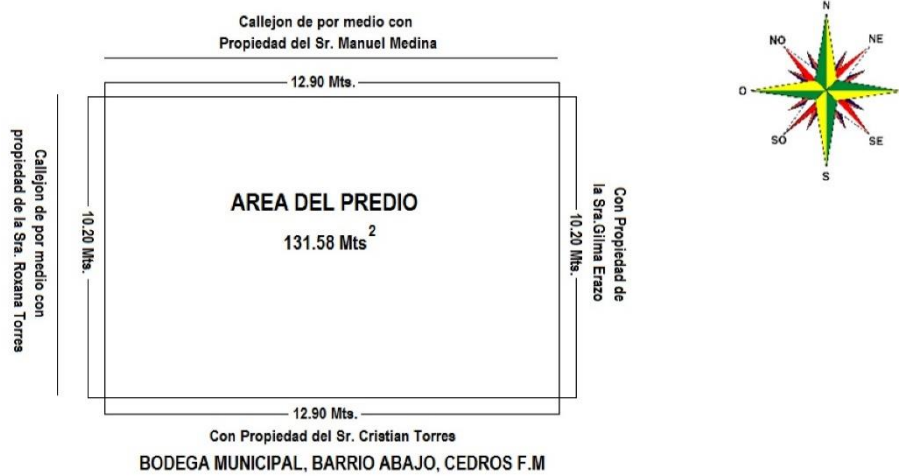 Callejon de por medio con
Propiedad del Sr. Manuel Medina
12.90 Mts.
Callejon de por medio con
propiedad de la Sra. Roxana Torres
10.20 Mts.
AREA DEL PREDIO
131.58 Mts²
10.20 Mts.
Con Propiedad de
la Sra.Gilma Erazo
12.90 Mts.
Con Propiedad del Sr. Cristian Torres
BODEGA MUNICIPAL, BARRIO ABAJO, CEDROS F.M
N
NO
NE
O
SO
SE
S